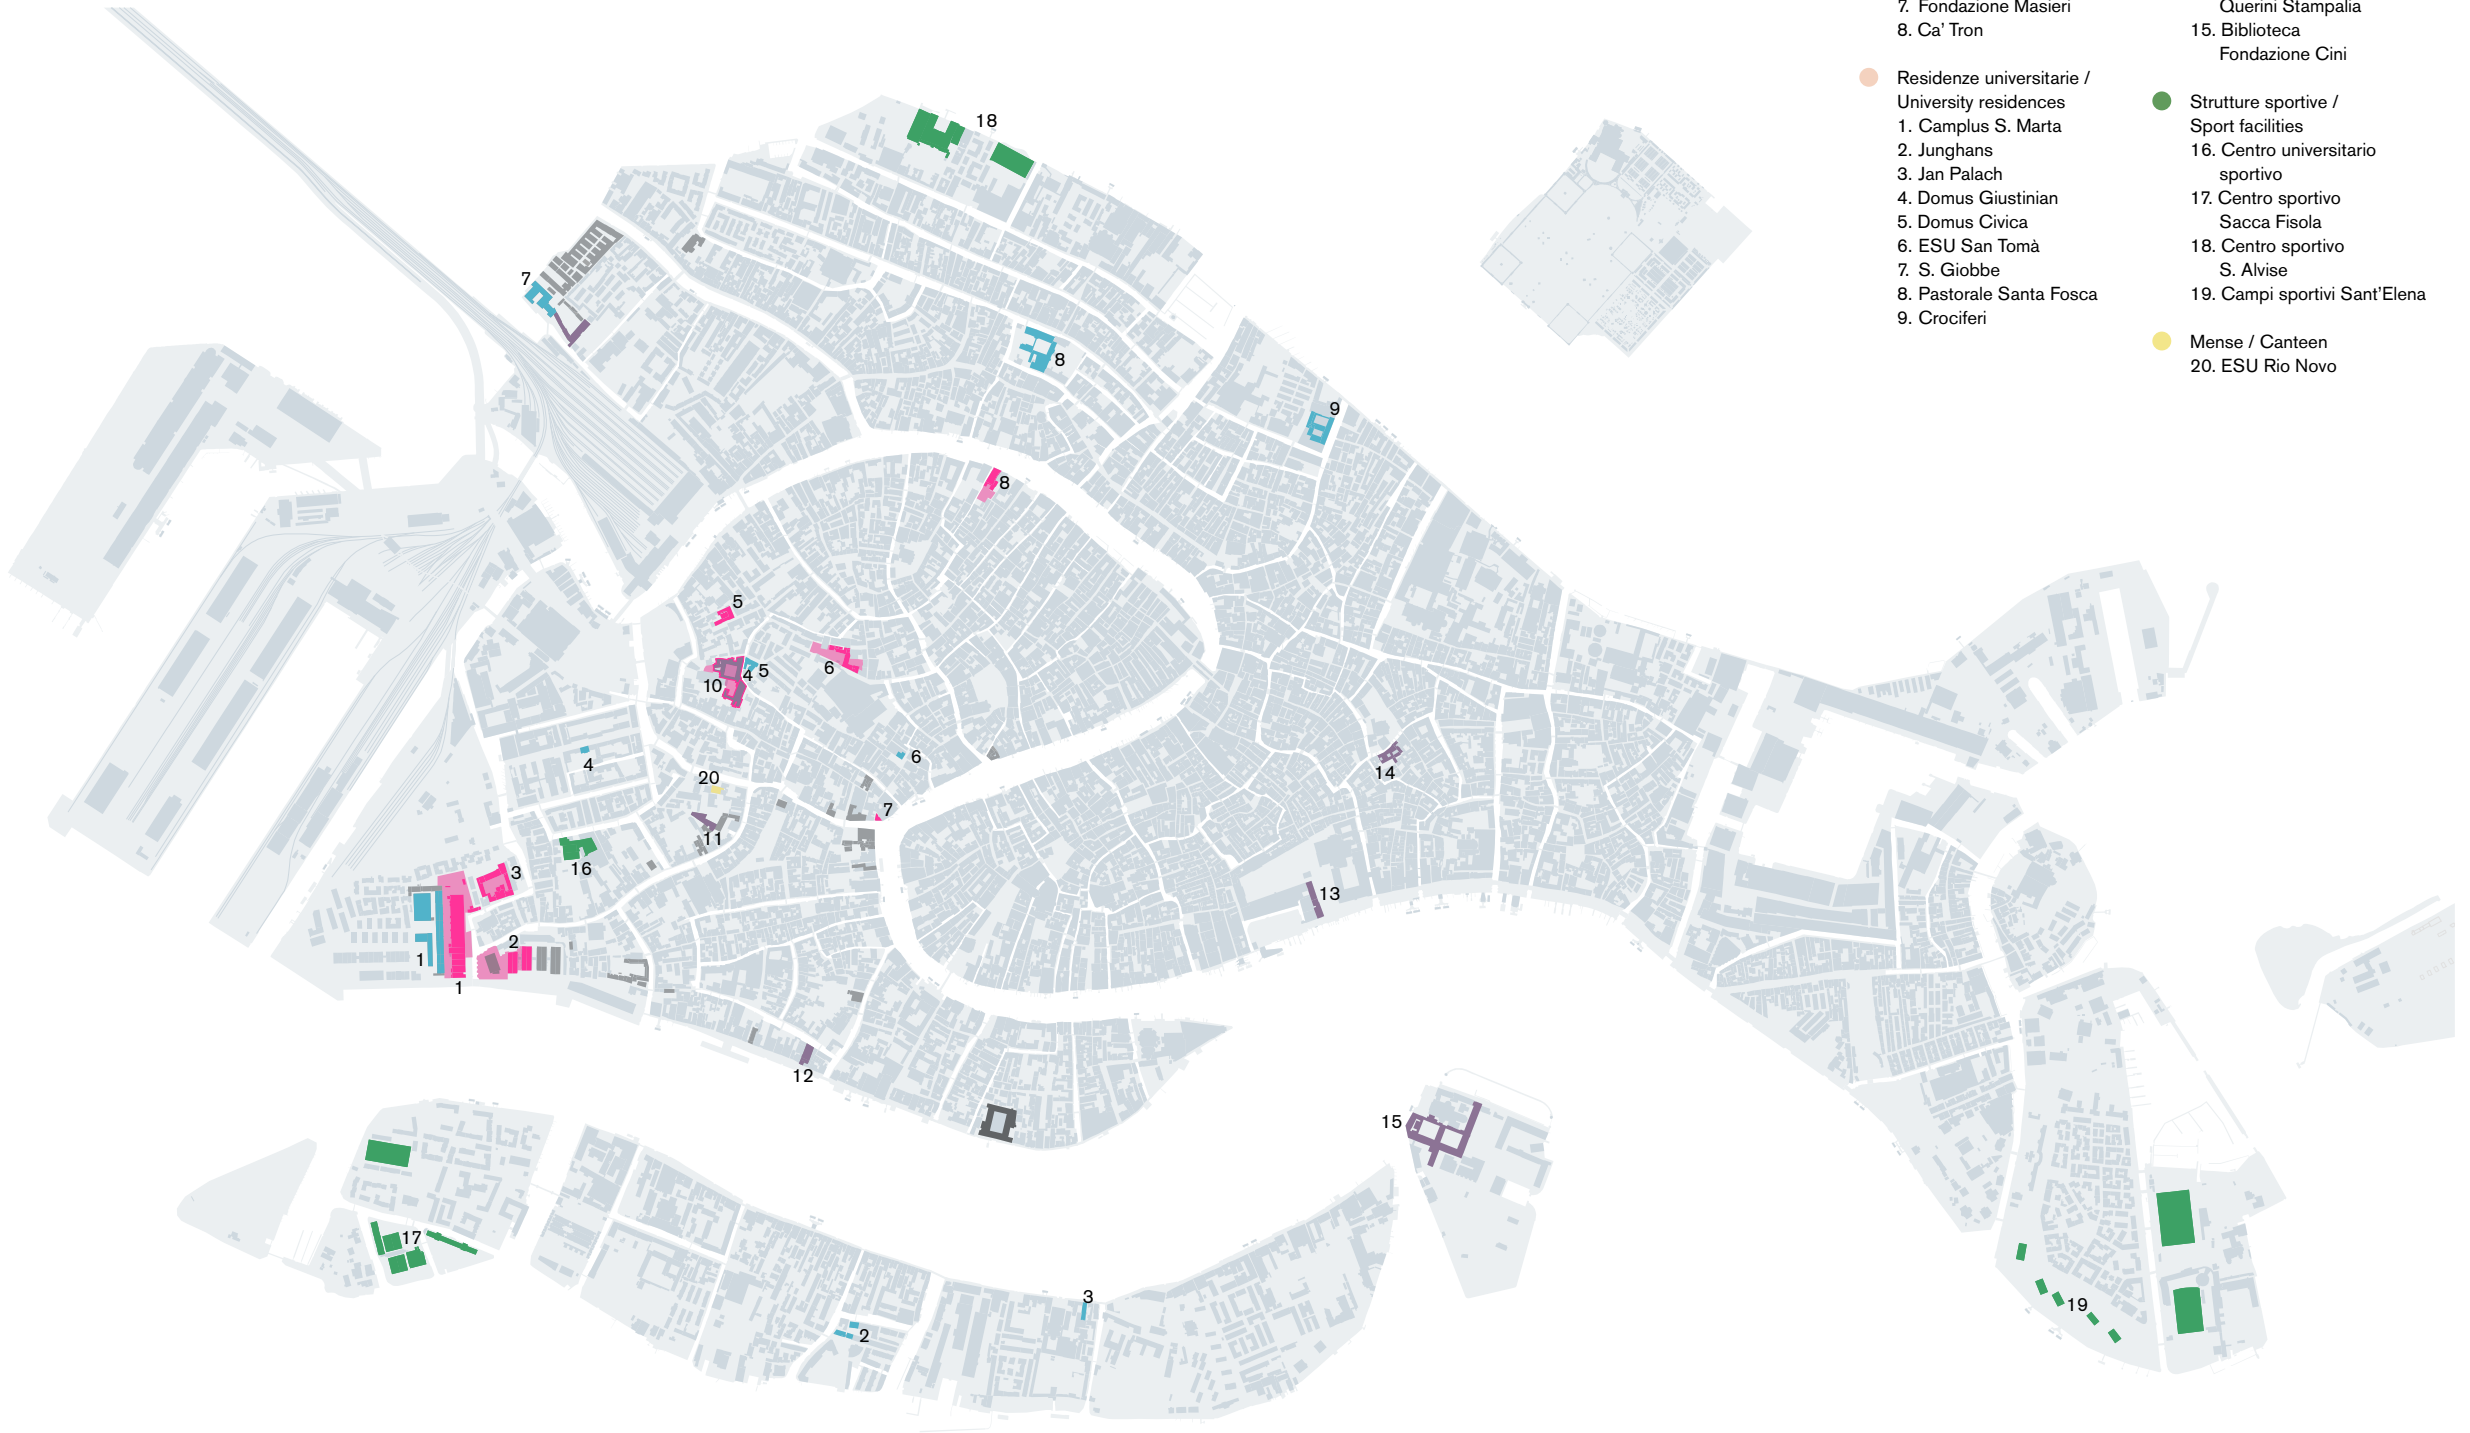 7. Fondazione Masieri
8. Ca' Tron
Residenze universitarie /
University residences
1. Camplus S. Marta
2. Junghans
3. Jan Palach
4. Domus Giustinian
5. Domus Civica
6. ESU San Tomà
7. S. Giobbe
8. Pastorale Santa Fosca
9. Crociferi
Querini Stampalia
15. Biblioteca
Fondazione Cini
Strutture sportive /
Sport facilities
16. Centro universitario
sportivo
17. Centro sportivo
Sacca Fisola
18. Centro sportivo
S. Alvise
19. Campi sportivi Sant'Elena
Mense / Canteen
20. ESU Rio Novo
18
7
8
9
8
5
5
6
4
10
6
4
20
14
7
11
16
3
13
2
1
1
12
15
17
3
19
2